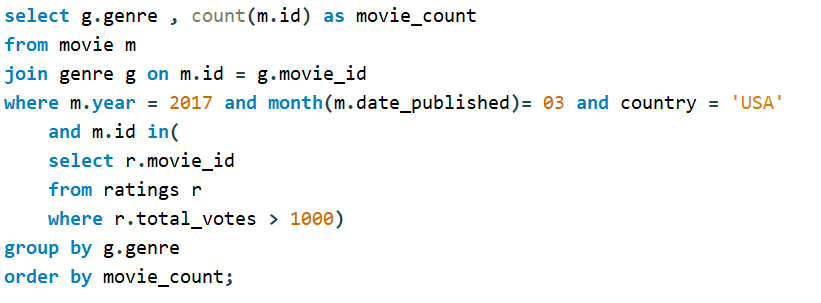 select g.genre , count(m.id) as movie_count
from movie m
join genre g on m.id = g.movie_id
where m.year = 2017 and month(m.date_published)= 03 and country = 'USA'
    and m.id in(
    select r.movie_id
    from ratings r
    where r.total_votes > 1000)
group by g.genre
order by movie_count;